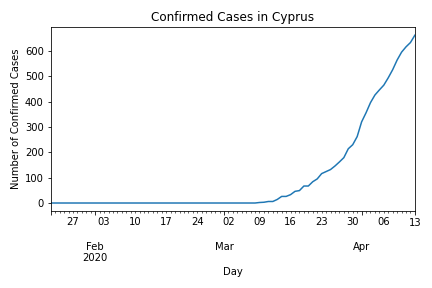 Confirmed Cases in Cyprus
Number of Confirmed Cases
600
500
400
300
200
100
0
27 03 10 17 24 02 09 16 23 30 06 13
Feb Mar Apr
2020
Day